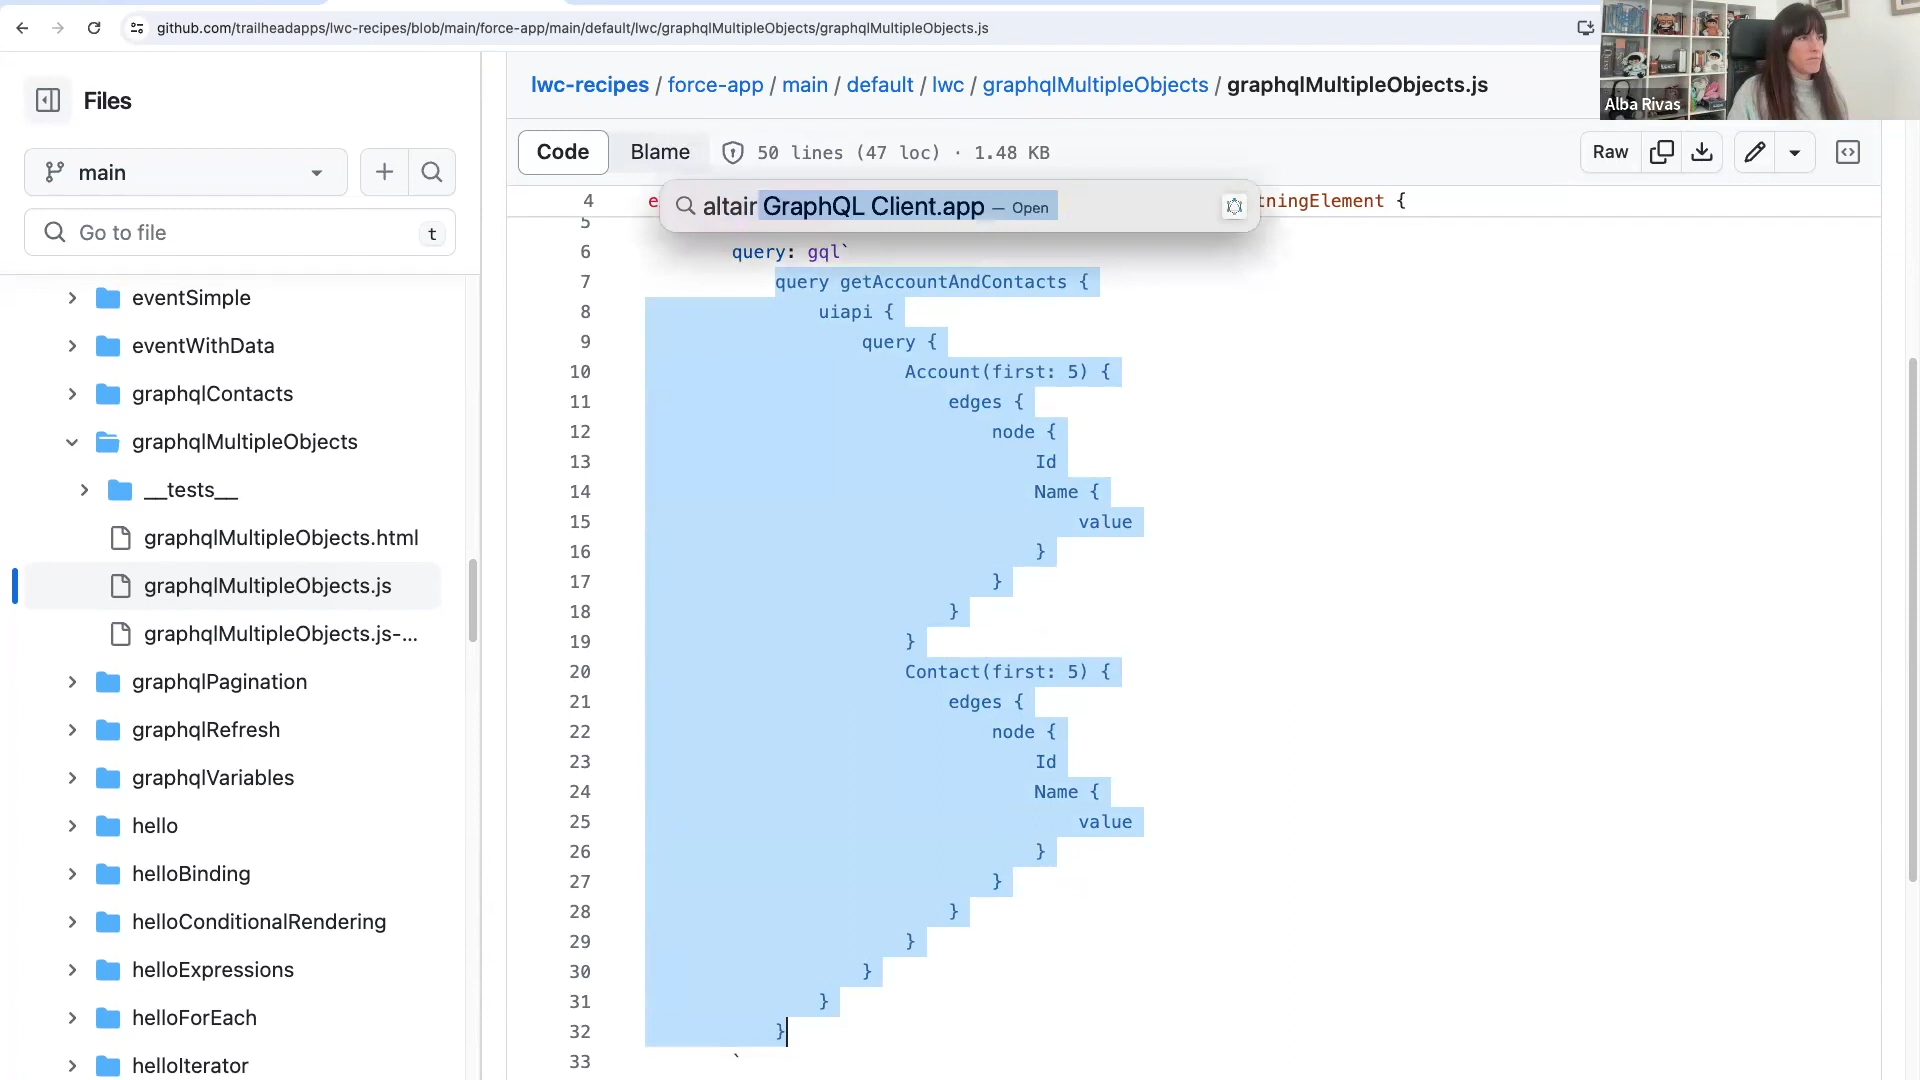 github.com/trailheadapps/lwc-recipes/blob/main/force-app/main/default/lwc/graphqlMultipleObjects/graphqlMultipleObjects.js
Alba Rivas
Files
main
Go to file
t
eventSimple
eventWithData
graphqlContacts
graphqlMultipleObjects
__tests__
graphqlMultipleObjects.html
graphqlMultipleObjects.js
graphqlMultipleObjects.js-...
graphqlPagination
graphqlRefresh
graphqlVariables
hello
helloBinding
helloConditionalRendering
helloExpressions
helloForEach
helloIterator
lwc-recipes / force-app / main / default / lwc / graphqlMultipleObjects / graphqlMultipleObjects.js
Code Blame 50 lines (47 loc) · 1.48 KB Raw
altair GraphQL Client.app — Open
4 e tningElement {
5
6 query: gql`
7 query getAccountAndContacts {
8 uiapi {
9 query {
10 Account(first: 5) {
11 edges {
12 node {
13 Id
14 Name {
15 value
16 }
17 }
18 }
19 }
20 Contact(first: 5) {
21 edges {
22 node {
23 Id
24 Name {
25 value
26 }
27 }
28 }
29 }
30 }
31 }
32 }
33 `